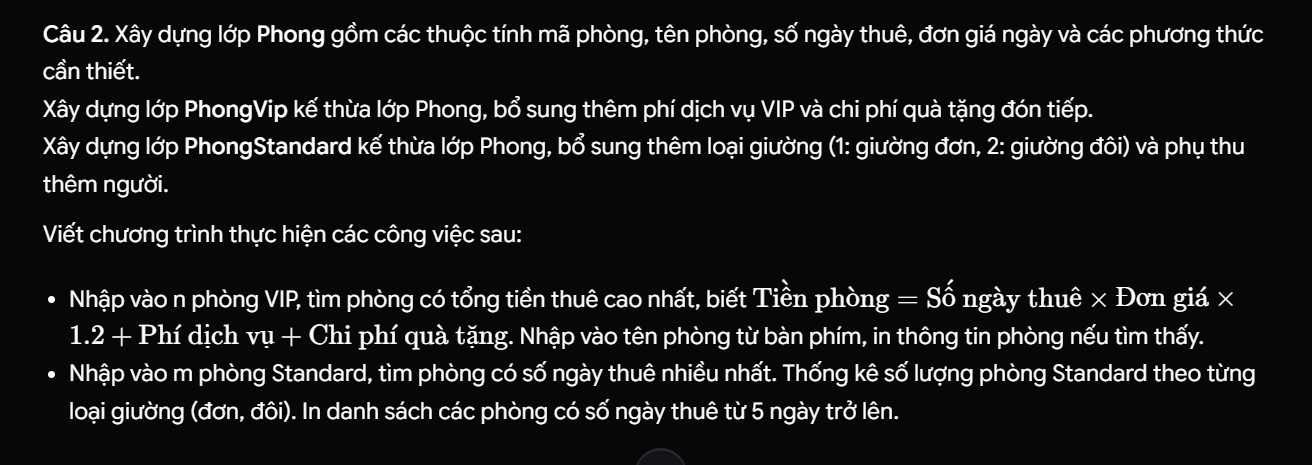 Câu 2. Xây dựng lớp Phong gồm các thuộc tính mã phòng, tên phòng, số ngày thuê, đơn giá ngày và các phương thức
cần thiết.
Xây dựng lớp PhongVip kế thừa lớp Phong, bổ sung thêm phí dịch vụ VIP và chi phí quà tặng đón tiếp.
Xây dựng lớp PhongStandard kế thừa lớp Phong, bổ sung thêm loại giường (1: giường đơn, 2: giường đôi) và phụ thu
thêm người.
Viết chương trình thực hiện các công việc sau:
• Nhập vào n phòng VIP, tìm phòng có tổng tiền thuê cao nhất, biết Tiền phòng = Số ngày thuê × Đơn giá ×
1.2 + Phí dịch vụ + Chi phí quà tặng. Nhập vào tên phòng từ bàn phím, in thông tin phòng nếu tìm thấy.
• Nhập vào m phòng Standard, tìm phòng có số ngày thuê nhiều nhất. Thống kê số lượng phòng Standard theo từng
loại giường (đơn, đôi). In danh sách các phòng có số ngày thuê từ 5 ngày trở lên.